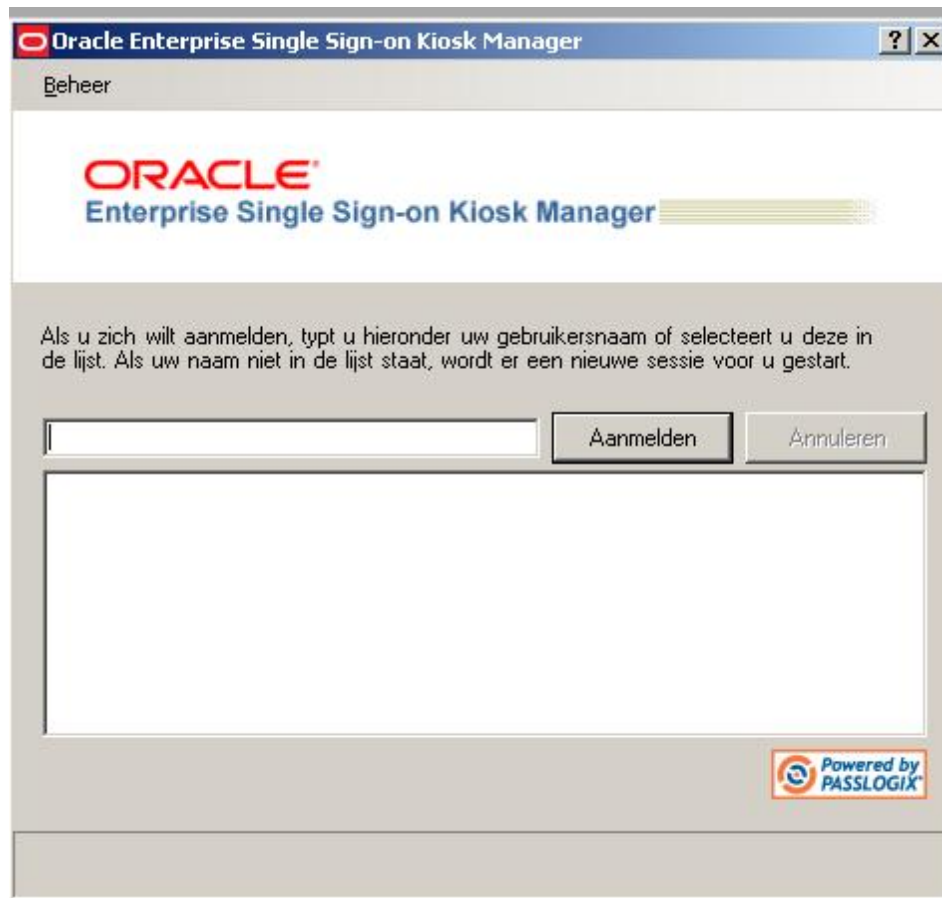 Oracle Enterprise Single Sign-on Kiosk Manager
Beheer
ORACLE
Enterprise Single Sign-on Kiosk Manager
Als u zich wilt aanmelden, typt u hieronder uw gebruikersnaam of selecteert u deze in
de lijst. Als uw naam niet in de lijst staat, wordt er een nieuwe sessie voor u gestart.
Aanmelden
Annuleren
Powered by
PASSLOGIX